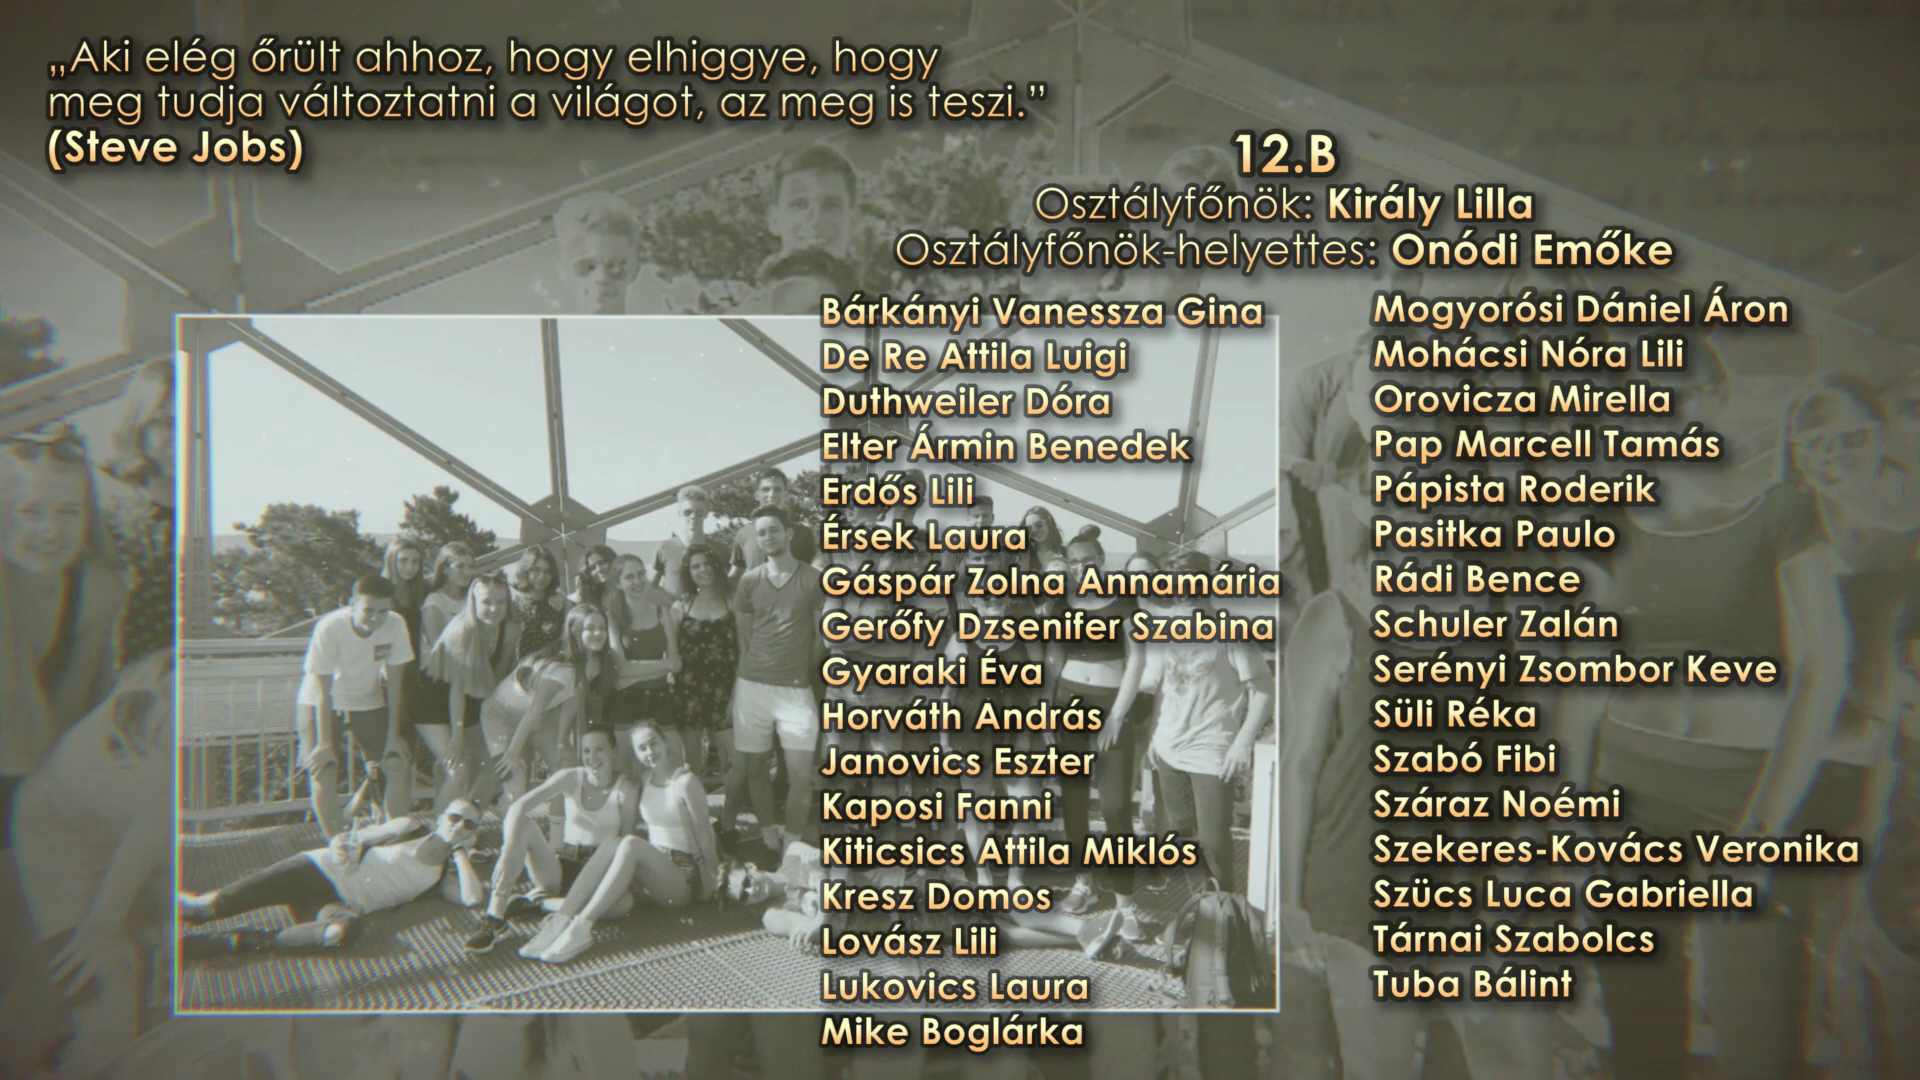 „Aki elég őrült ahhoz, hogy elhiggye, hogy
meg tudja változtatni a világot, az meg is teszi.”
(Steve Jobs)
12.B
Osztályfőnök: Király Lilla
Osztályfőnök-helyettes: Onódi Emőke
Bárkányi Vanessza Gina
De Re Attila Luigi
Duthweiler Dóra
Elter Ármin Benedek
Erdős Lili
Érsek Laura
Gáspár Zolna Annamária
Gerőfy Dzsenifer Szabina
Gyaraki Éva
Horváth András
Janovics Eszter
Kaposi Fanni
Kiticsics Attila Miklós
Kresz Domos
Lovász Lili
Lukovics Laura
Mike Boglárka
Mogyorósi Dániel Áron
Mohácsi Nóra Lili
Orovicza Mirella
Pap Marcell Tamás
Pápista Roderik
Pasitka Paulo
Rádi Bence
Schuler Zalán
Serényi Zsombor Keve
Süli Réka
Szabó Fibi
Száraz Noémi
Szekeres-Kovács Veronika
Szücs Luca Gabriella
Tárnai Szabolcs
Tuba Bálint